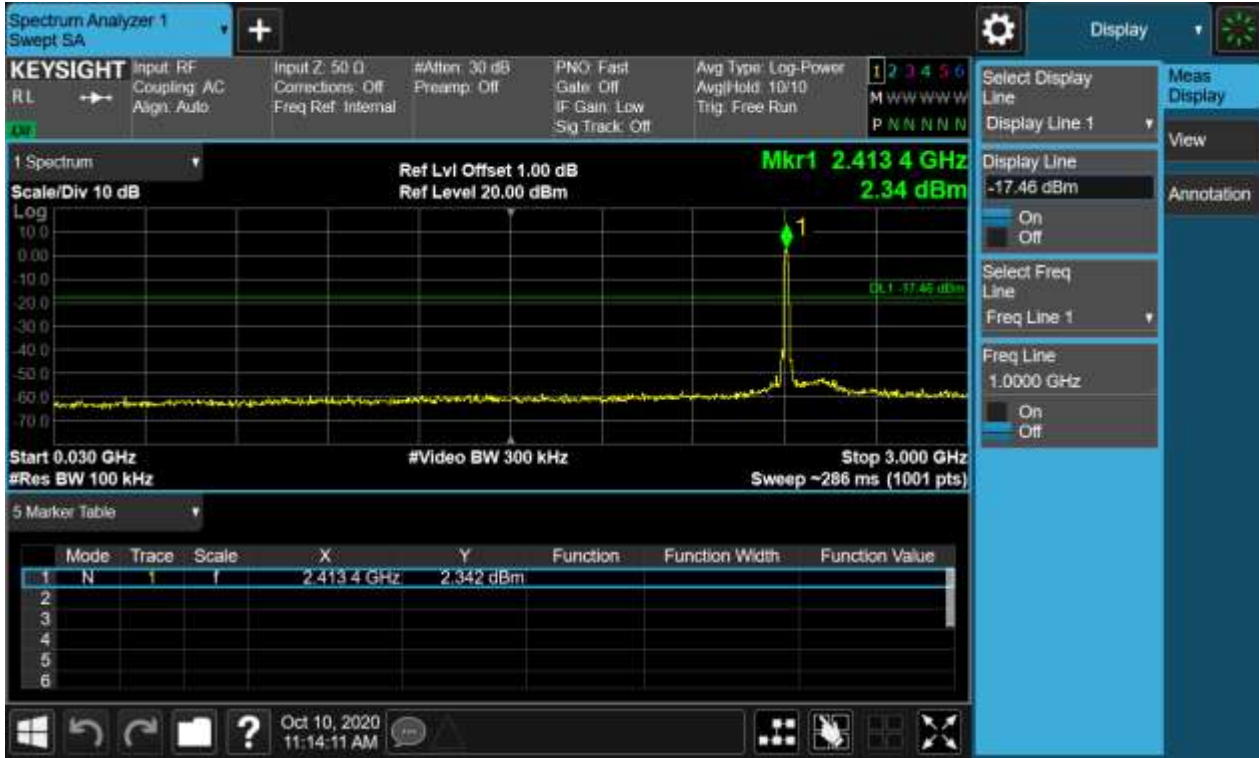 Spectrum Analyzer 1
Swept SA
Display
KEYSIGHT
RL
Input: RF
Coupling: AC
Align: Auto
Input Z: 50 Ω
Corrections: Off
Freq Ref: Internal
#Atten: 30 dB
Preamp: Off
PNO: Fast
Gate: Off
IF Gain: Low
Sig Track: Off
Avg Type: Log-Power
Avg|Hold: 10/10
Trig: Free Run
1 2 3 4 5 6
M W W W W W
P N N N N N
1 Spectrum
Scale/Div 10 dB
Ref Lvl Offset 1.00 dB
Ref Level 20.00 dBm
Mkr1 2.413 4 GHz
2.34 dBm
Log
10.0
0.00
-10.0
-20.0
-30.0
-40.0
-50.0
-60.0
-70.0
1
DL1 -17.46 dBm
Start 0.030 GHz
#Res BW 100 kHz
#Video BW 300 kHz
Stop 3.000 GHz
Sweep ~286 ms (1001 pts)
5 Marker Table
Mode Trace Scale X Y Function Function Width Function Value
1 N 1 f 2.413 4 GHz 2.342 dBm
2
3
4
5
6
Oct 10, 2020
11:14:11 AM
Select Display
Line
Display Line 1
Display Line
-17.46 dBm
On
Off
Select Freq
Line
Freq Line 1
Freq Line
1.0000 GHz
On
Off
Meas
Display
View
Annotation